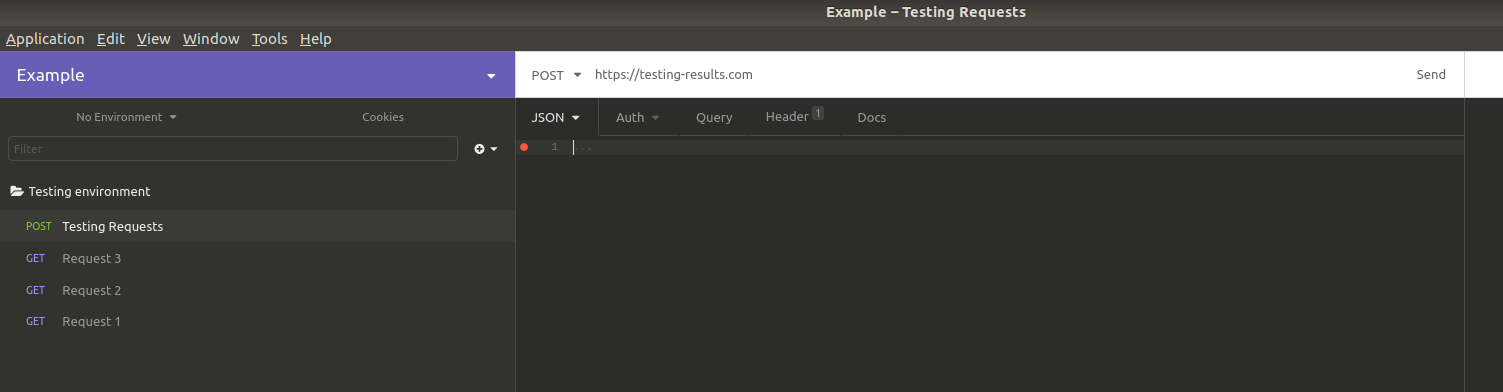 Example – Testing Requests
Application Edit View Window Tools Help
Example
POST https://testing-results.com Send
No Environment Cookies
JSON Auth Query Header 1 Docs
Filter
1 ...
Testing environment
POST Testing Requests
GET Request 3
GET Request 2
GET Request 1